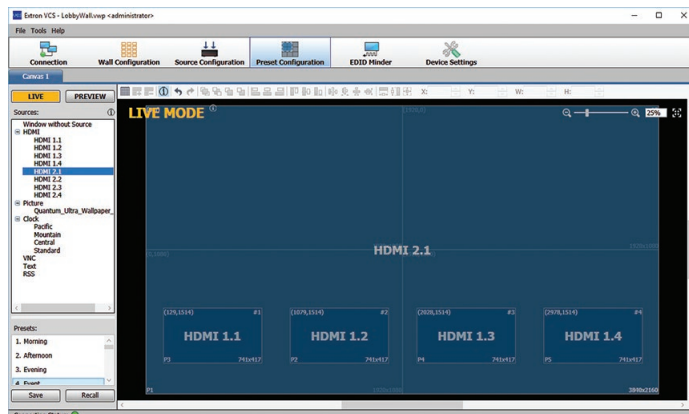 Extron VCS - LobbyWall.vwp <administrator>
File Tools Help
Connection Wall Configuration Source Configuration Preset Configuration EDID Minder Device Settings
Canvas 1
LIVE PREVIEW X: Y: W: H:
Sources:
LIVE MODE 25%
Window without Source
HDMI
HDMI 1.1
HDMI 1.2
HDMI 1.3
HDMI 1.4
HDMI 2.1
HDMI 2.2
HDMI 2.3
HDMI 2.4
Picture
Quantum_Ultra_Wallpaper_
Clock
Pacific
Mountain
Central
Standard
VNC
Text
RSS
HDMI 2.1
(129,1514) #1 (1079,1514) #2 (2028,1514) #3 (2978,1514) #4
HDMI 1.1 HDMI 1.2 HDMI 1.3 HDMI 1.4
P3 741x417 P2 741x417 P4 741x417 P5 741x417
P1 3840x2160
Presets:
1. Morning
2. Afternoon
3. Evening
4. Event
Save Recall